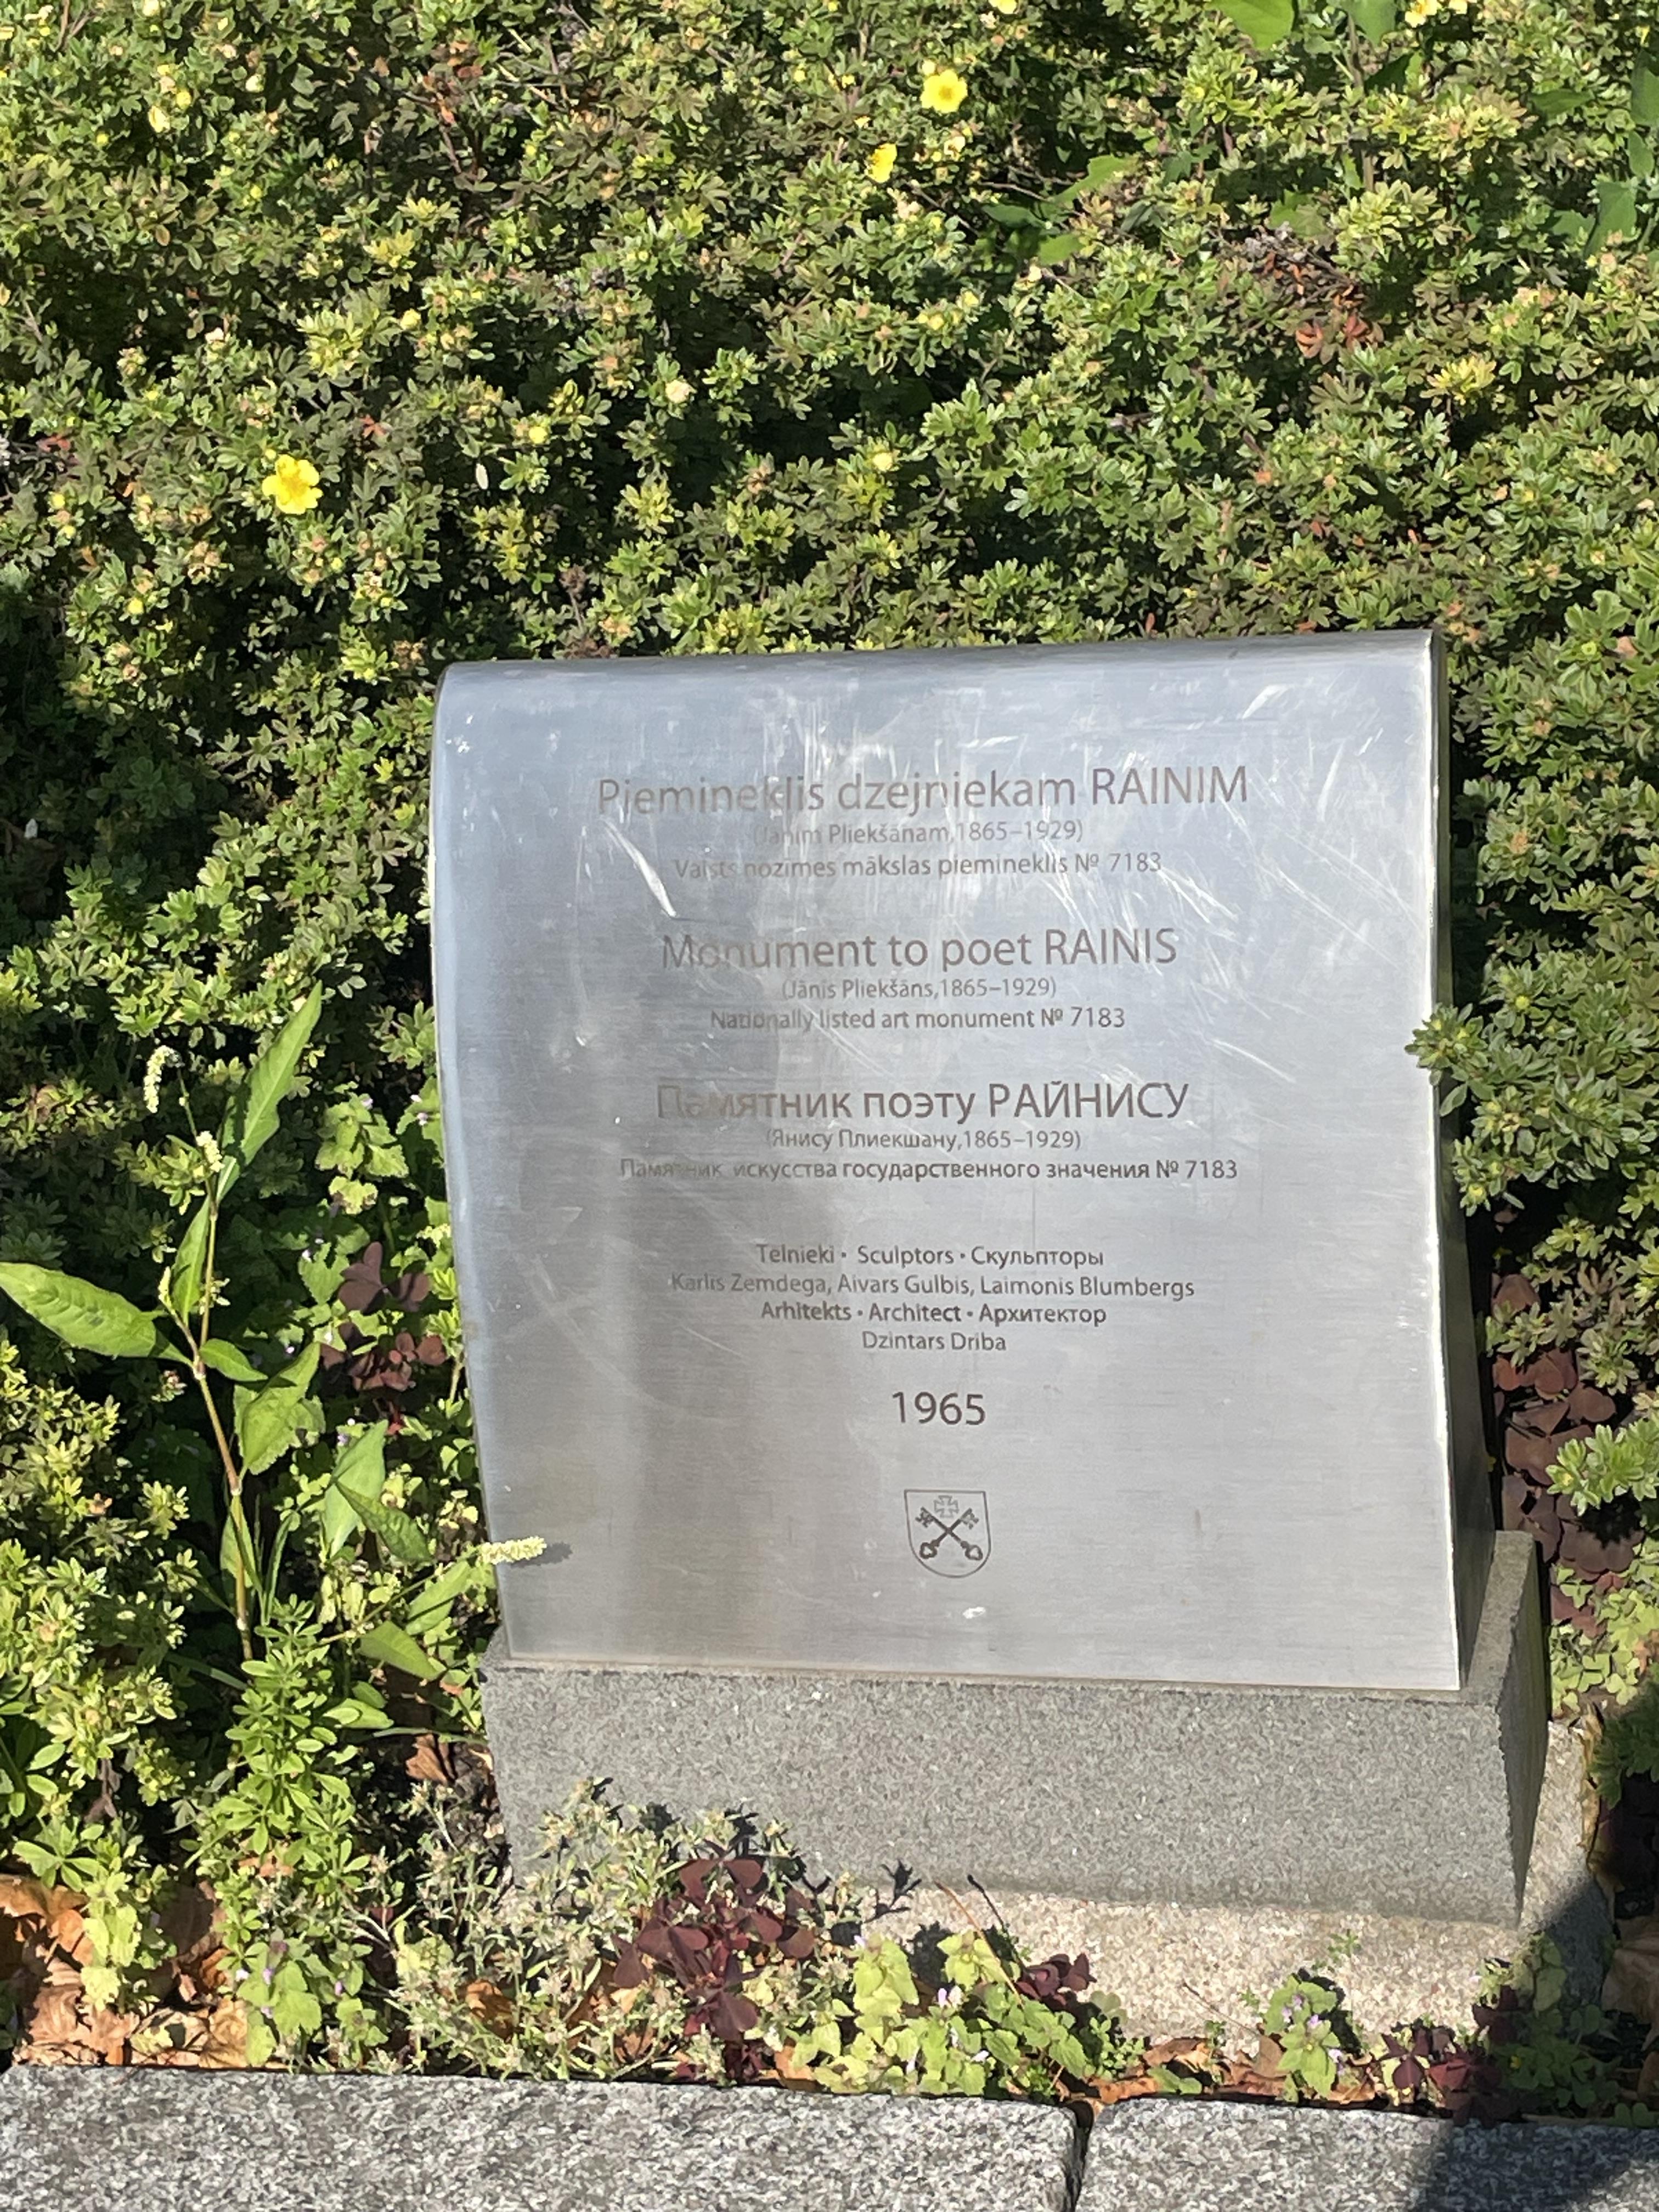 Piemineklis dzejniekam RAINIM
(Jānim Pliekšānam,1865–1929)
Valsts nozīmes mākslas piemineklis № 7183
Monument to poet RAINIS
(Jānis Pliekšāns,1865–1929)
Nationally listed art monument № 7183
Памятник поэту РАЙНИСУ
(Янису Плиекшану,1865–1929)
Памятник искусства государственного значения № 7183
Telnieki • Sculptors • Скульпторы
Kārlis Zemdega, Aivars Gulbis, Laimonis Blumbergs
Arhitekts • Architect • Архитектор
Dzintars Driba
1965